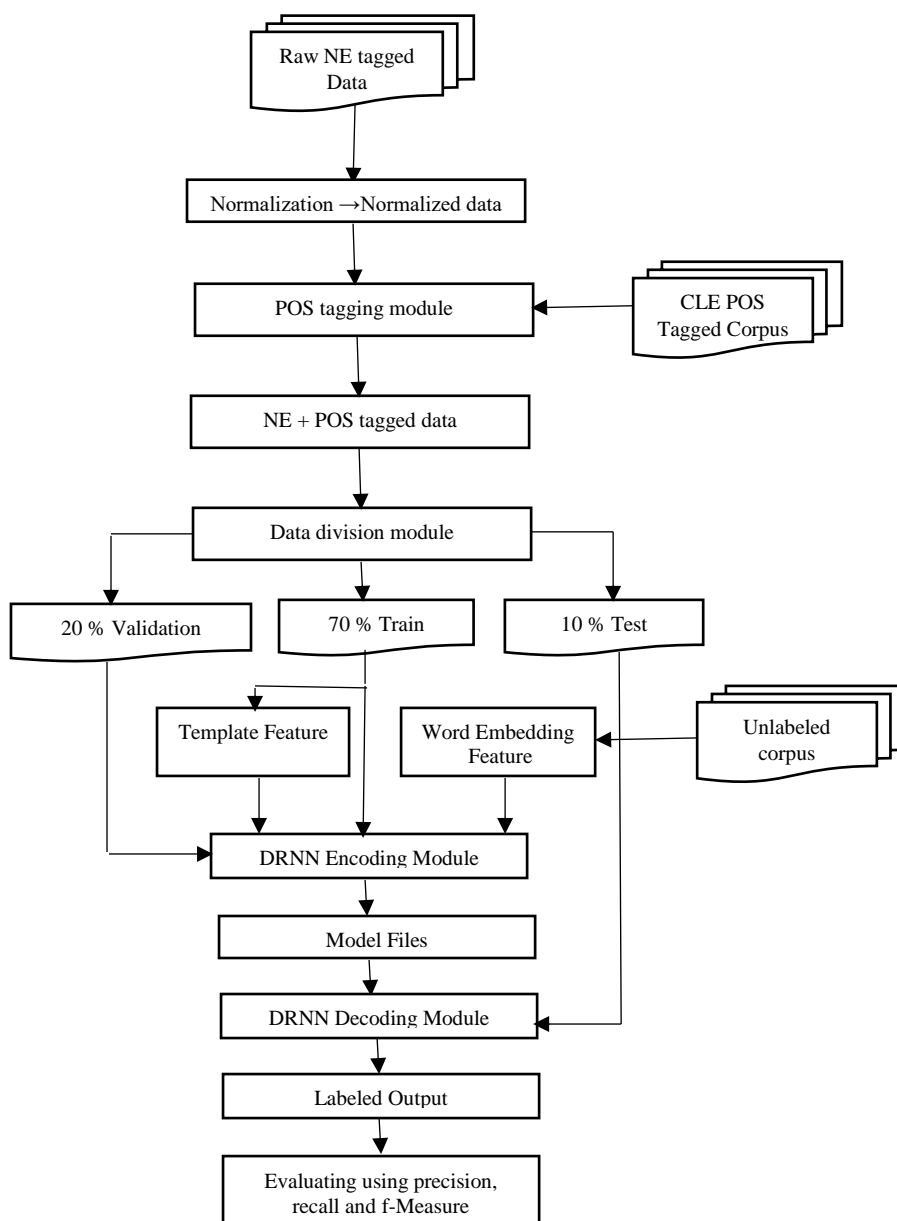 Raw NE tagged
Data
Normalization →Normalized data
POS tagging module
CLE POS
Tagged Corpus
NE + POS tagged data
Data division module
20 % Validation
70 % Train
10 % Test
Template Feature
Word Embedding
Feature
Unlabeled
corpus
DRNN Encoding Module
Model Files
DRNN Decoding Module
Labeled Output
Evaluating using precision,
recall and f-Measure